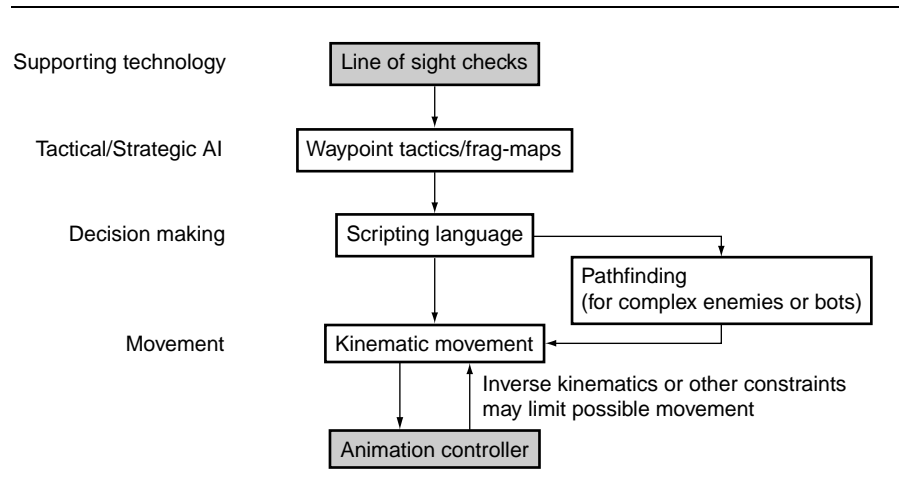 Supporting technology
Line of sight checks
Tactical/Strategic AI
Waypoint tactics/frag-maps
Decision making
Scripting language
Pathfinding
(for complex enemies or bots)
Movement
Kinematic movement
Inverse kinematics or other constraints
may limit possible movement
Animation controller